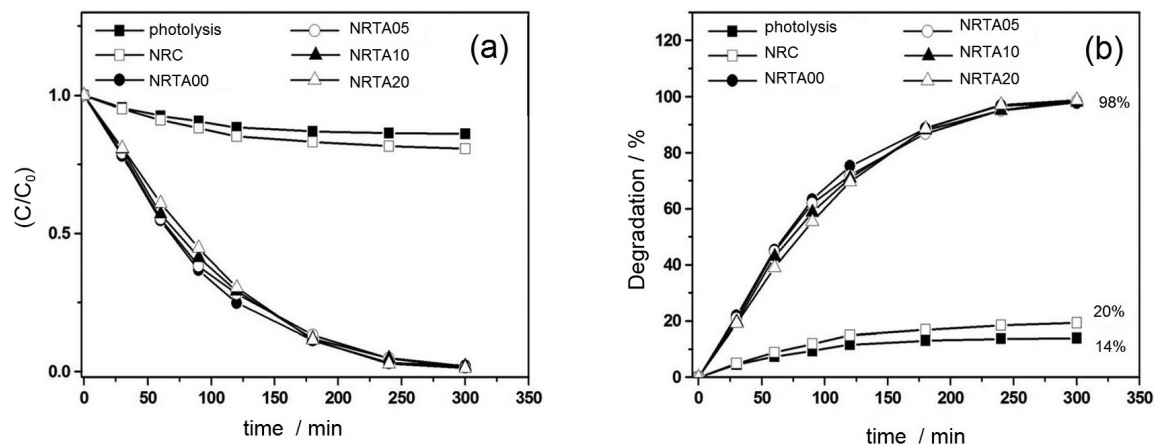 photolysis
NRC
NRTA00
NRTA05
NRTA10
NRTA20
(a)
1.0
0.5
0.0
(C/C₀)
0 50 100 150 200 250 300 350
time / min
photolysis
NRC
NRTA00
NRTA05
NRTA10
NRTA20
(b)
120
100
80
60
40
20
0
Degradation / %
98%
20%
14%
0 50 100 150 200 250 300 350
time / min